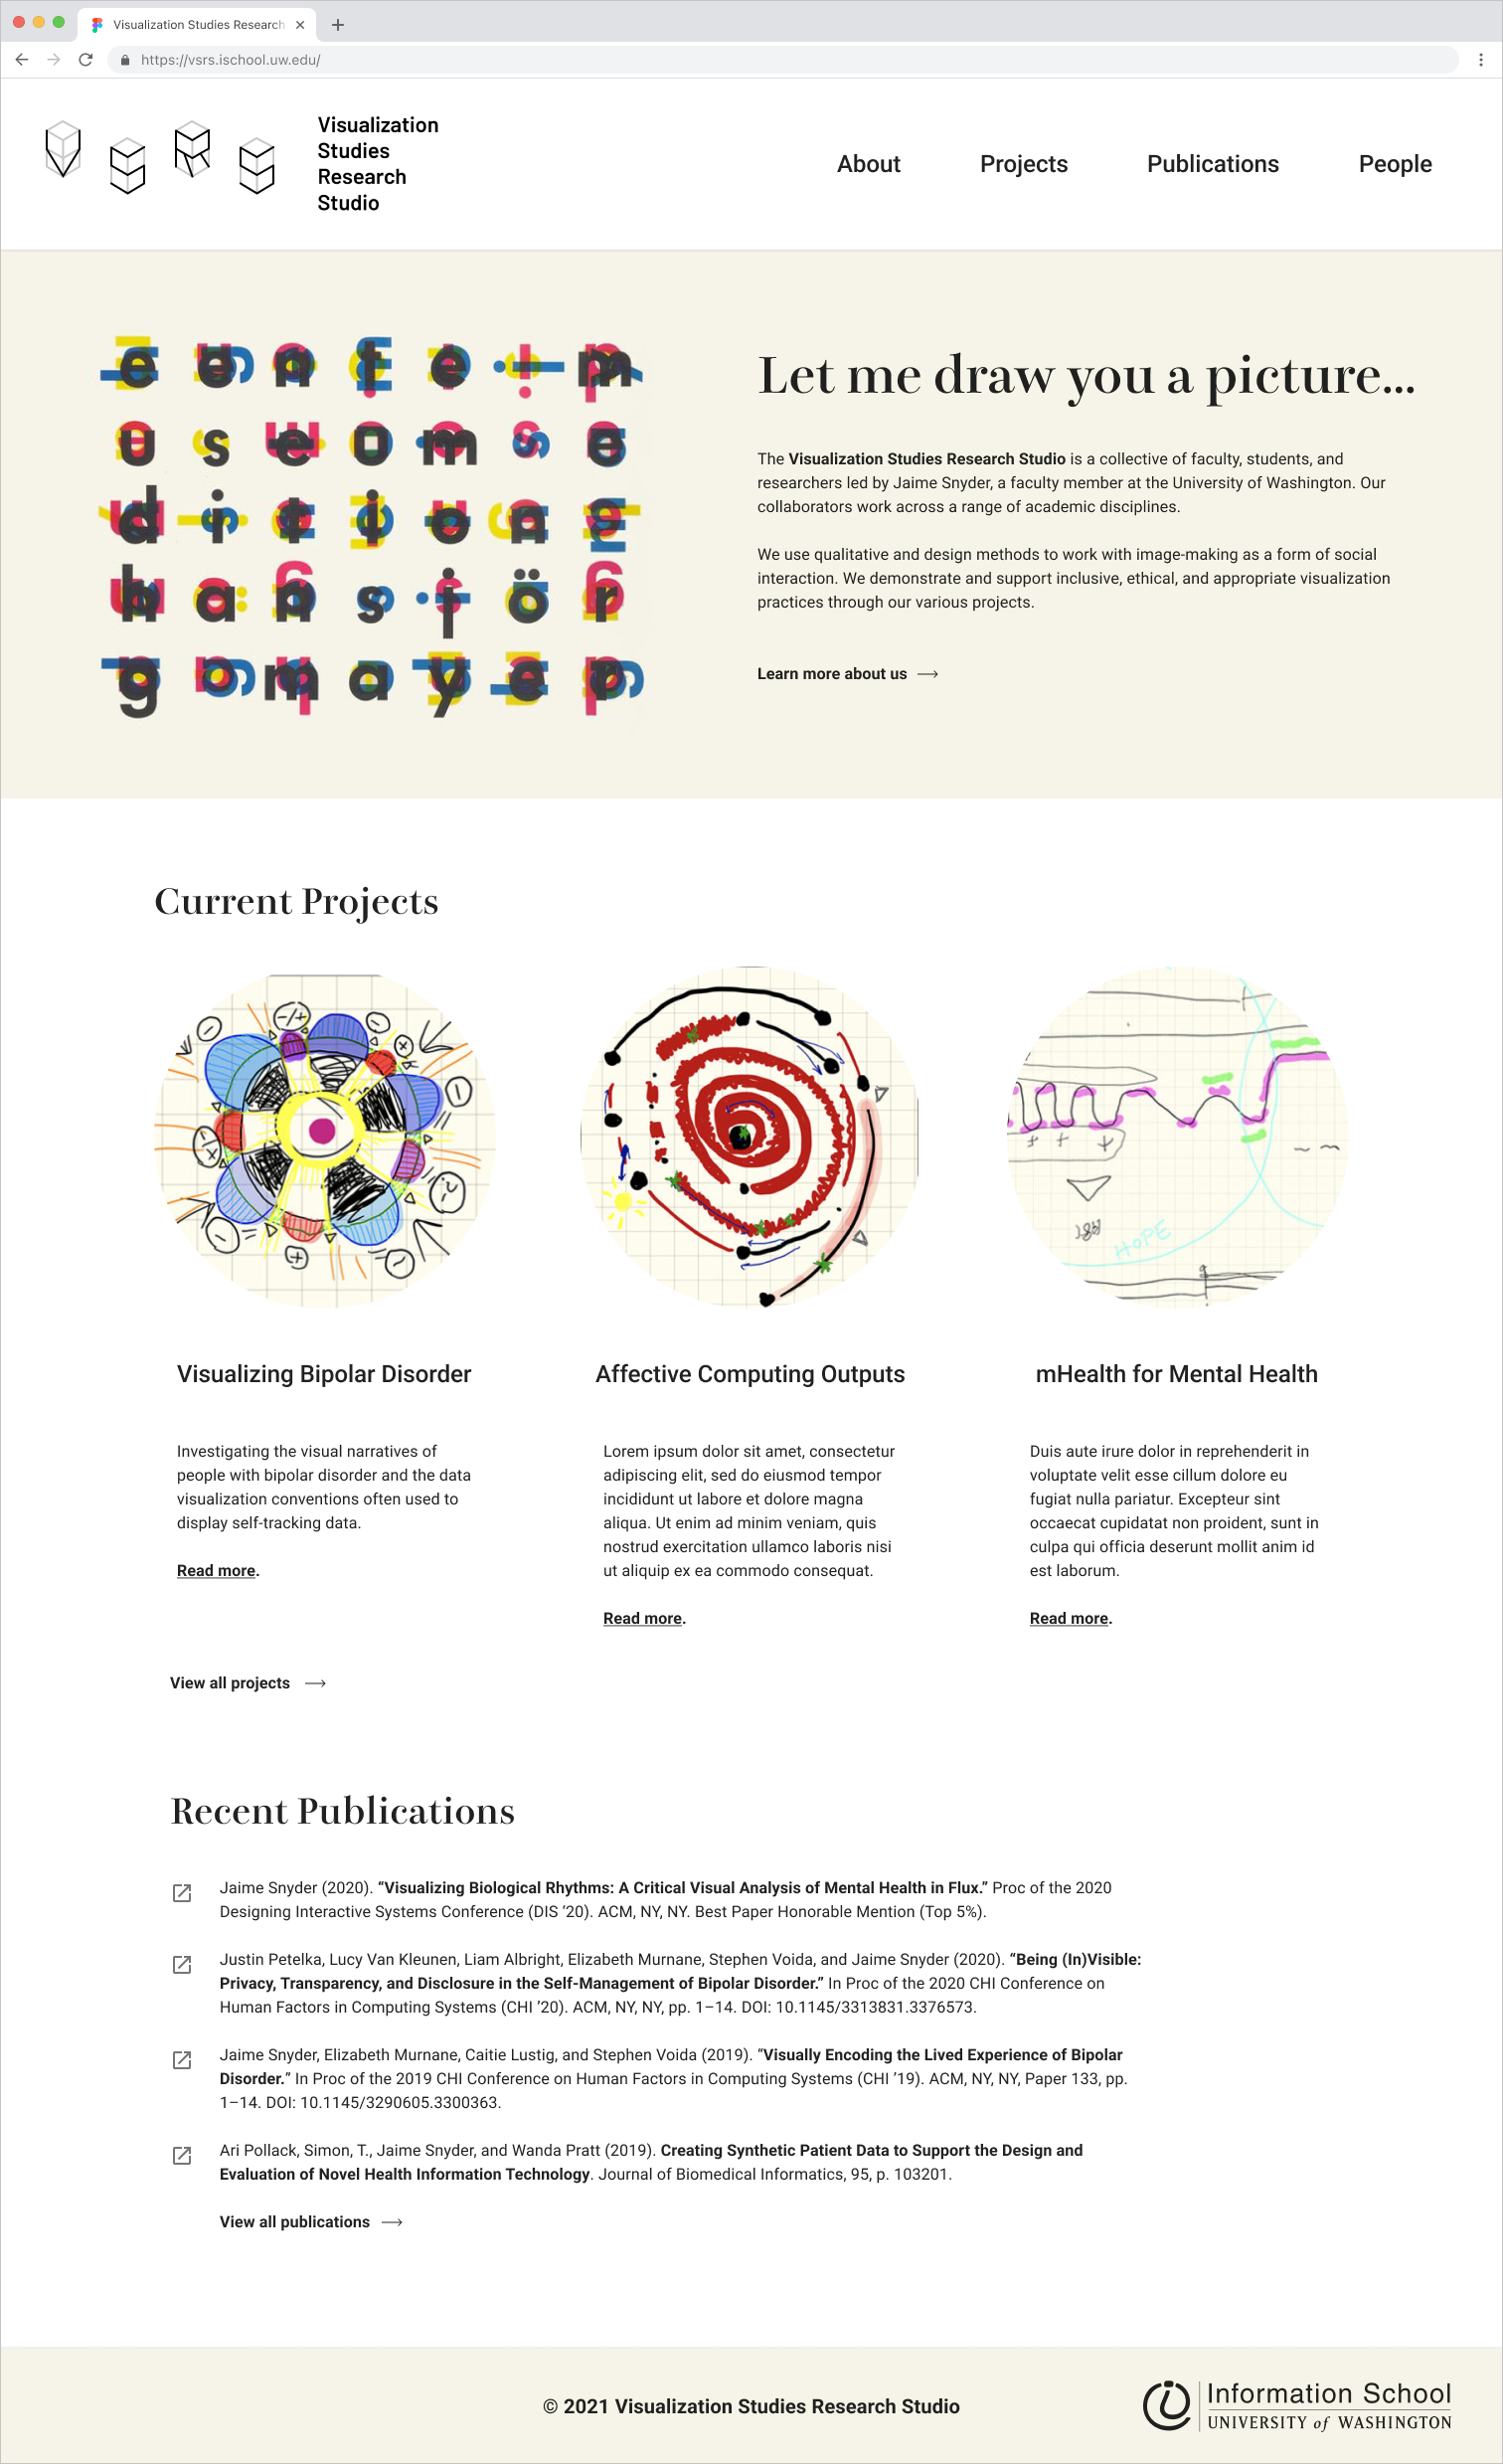 Visualization Studies Research
https://vsrs.ischool.uw.edu/
VSRS
Visualization
Studies
Research
Studio
About
Projects
Publications
People
e u n t e i m
u s e o m s e
d i t i o n s
h a n s j ö r
g m a y e r
Let me draw you a picture...
The Visualization Studies Research Studio is a collective of faculty, students, and
researchers led by Jaime Snyder, a faculty member at the University of Washington. Our
collaborators work across a range of academic disciplines.
We use qualitative and design methods to work with image-making as a form of social
interaction. We demonstrate and support inclusive, ethical, and appropriate visualization
practices through our various projects.
Learn more about us
Current Projects
HOPE
Visualizing Bipolar Disorder
Investigating the visual narratives of
people with bipolar disorder and the data
visualization conventions often used to
display self-tracking data.
Read more.
Affective Computing Outputs
Lorem ipsum dolor sit amet, consectetur
adipiscing elit, sed do eiusmod tempor
incididunt ut labore et dolore magna
aliqua. Ut enim ad minim veniam, quis
nostrud exercitation ullamco laboris nisi
ut aliquip ex ea commodo consequat.
Read more.
mHealth for Mental Health
Duis aute irure dolor in reprehenderit in
voluptate velit esse cillum dolore eu
fugiat nulla pariatur. Excepteur sint
occaecat cupidatat non proident, sunt in
culpa qui officia deserunt mollit anim id
est laborum.
Read more.
View all projects
Recent Publications
Jaime Snyder (2020). “Visualizing Biological Rhythms: A Critical Visual Analysis of Mental Health in Flux.” Proc of the 2020
Designing Interactive Systems Conference (DIS ‘20). ACM, NY, NY. Best Paper Honorable Mention (Top 5%).
Justin Petelka, Lucy Van Kleunen, Liam Albright, Elizabeth Murnane, Stephen Voida, and Jaime Snyder (2020). “Being (In)Visible:
Privacy, Transparency, and Disclosure in the Self-Management of Bipolar Disorder.” In Proc of the 2020 CHI Conference on
Human Factors in Computing Systems (CHI ’20). ACM, NY, NY, pp. 1–14. DOI: 10.1145/3313831.3376573.
Jaime Snyder, Elizabeth Murnane, Caitie Lustig, and Stephen Voida (2019). “Visually Encoding the Lived Experience of Bipolar
Disorder.” In Proc of the 2019 CHI Conference on Human Factors in Computing Systems (CHI ’19). ACM, NY, NY, Paper 133, pp.
1–14. DOI: 10.1145/3290605.3300363.
Ari Pollack, Simon, T., Jaime Snyder, and Wanda Pratt (2019). Creating Synthetic Patient Data to Support the Design and
Evaluation of Novel Health Information Technology. Journal of Biomedical Informatics, 95, p. 103201.
View all publications
© 2021 Visualization Studies Research Studio
Information School
UNIVERSITY of WASHINGTON